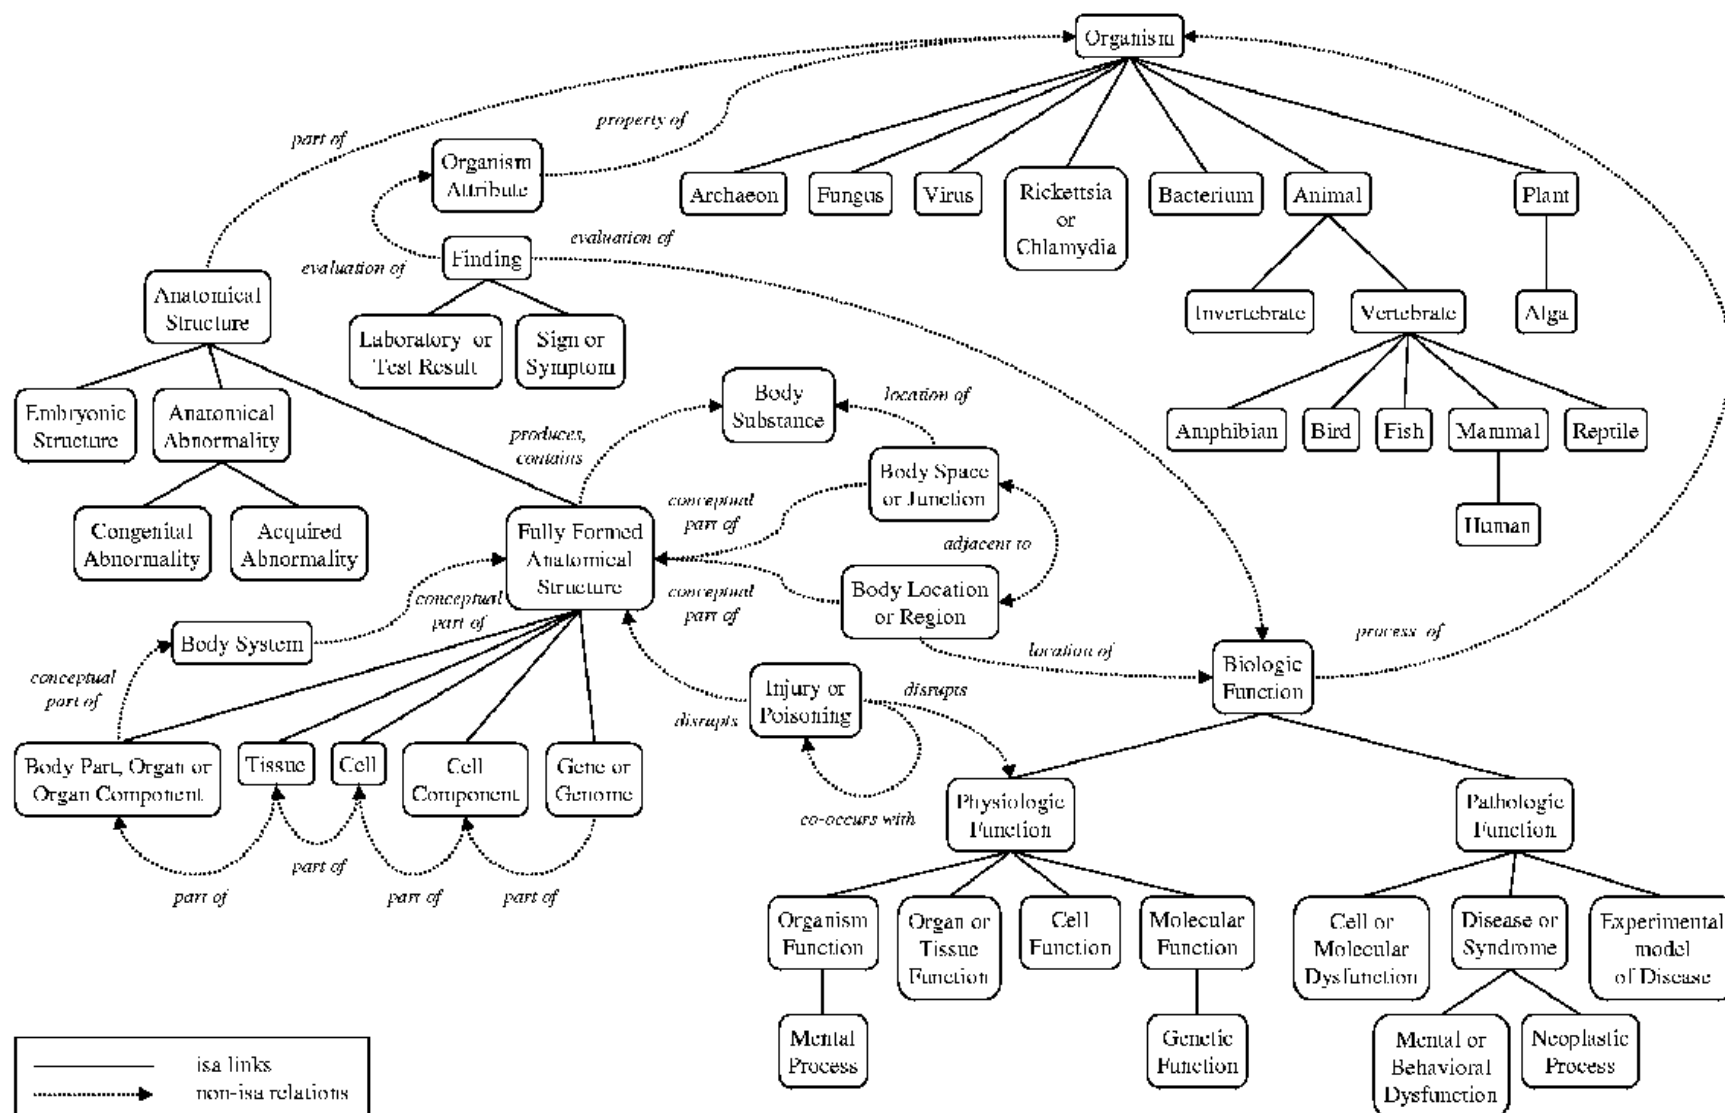 Organism
part of
property of
Organism
Attribute
Archaeon
Fungus
Virus
Rickettsia
or
Chlamydia
Bacterium
Animal
Plant
evaluation of
evaluation of
Finding
Anatomical
Structure
Laboratory or
Test Result
Sign or
Symptom
Invertebrate
Vertebrate
Alga
Embryonic
Structure
Anatomical
Abnormality
Body
Substance
location of
Amphibian
Bird
Fish
Mammal
Reptile
produces,
contains
Body Space
or Junction
conceptual
part of
Congenital
Abnormality
Acquired
Abnormality
Fully Formed
Anatomical
Structure
adjacent to
Human
conceptual
part of
Body Location
or Region
conceptual
part of
Body System
location of
process of
Biologic
Function
conceptual
part of
Injury or
Poisoning
disrupts
disrupts
Body Part, Organ or
Organ Component
Tissue
Cell
Cell
Component
Gene or
Genome
co-occurs with
Physiologic
Function
Pathologic
Function
part of
part of
part of
part of
Organism
Function
Organ or
Tissue
Function
Cell
Function
Molecular
Function
Cell or
Molecular
Dysfunction
Disease or
Syndrome
Experimental
model
of Disease
Mental
Process
Genetic
Function
Mental or
Behavioral
Dysfunction
Neoplastic
Process
isa links
non-isa relations